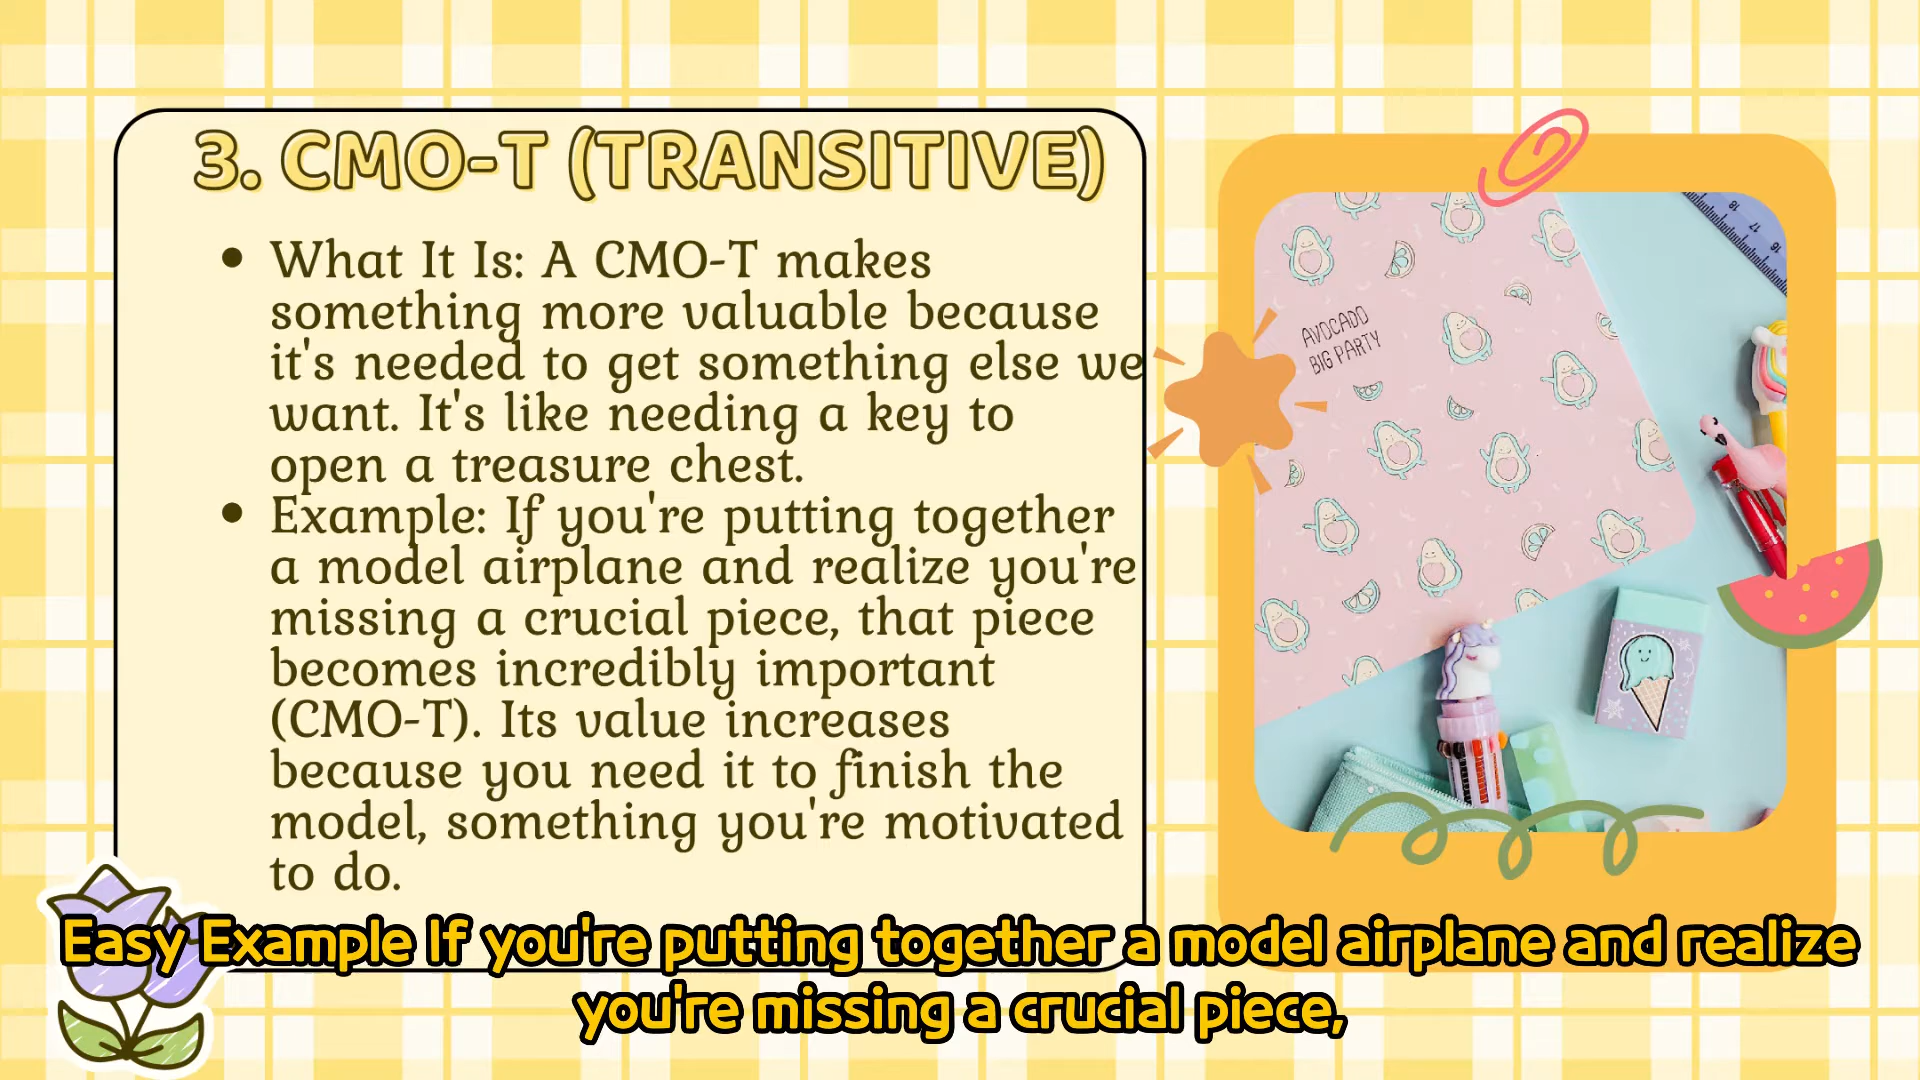 3. CMO-T (TRANSITIVE)
What It Is: A CMO-T makes
something more valuable because
it's needed to get something else we
want. It's like needing a key to
open a treasure chest.
Example: If you're putting together
a model airplane and realize you're
missing a crucial piece, that piece
becomes incredibly important
(CMO-T). Its value increases
because you need it to finish the
model, something you're motivated
to do.
AVOCADO
BIG PARTY
18
17
16
Easy Example If you're putting together a model airplane and realize
you're missing a crucial piece,